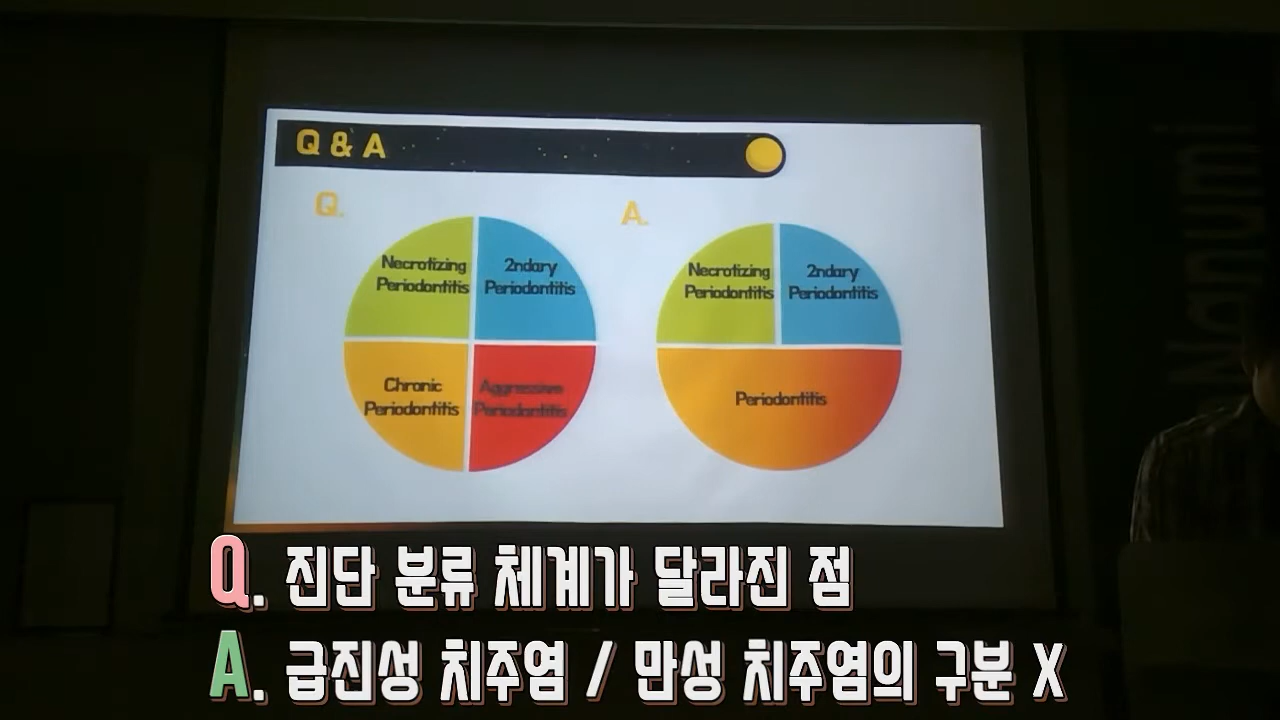 Q & A
Q.
A.
Necrotizing
Periodontitis
2ndary
Periodontitis
Chronic
Periodontitis
Aggressive
Periodontitis
Necrotizing
Periodontitis
2ndary
Periodontitis
Periodontitis
Nanumi
Q. 진단 분류 체계가 달라진 점
A. 급진성 치주염 / 만성 치주염의 구분 X